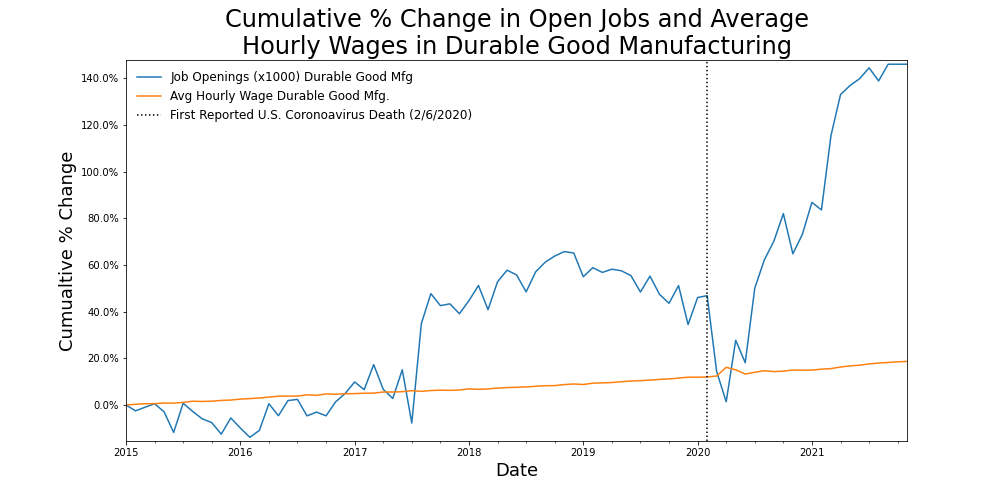 Cumulative % Change in Open Jobs and Average
Hourly Wages in Durable Good Manufacturing
Job Openings (x1000) Durable Good Mfg
Avg Hourly Wage Durable Good Mfg.
First Reported U.S. Coronoavirus Death (2/6/2020)
Cumualtive % Change
140.0%
120.0%
100.0%
80.0%
60.0%
40.0%
20.0%
0.0%
2015 2016 2017 2018 2019 2020 2021
Date